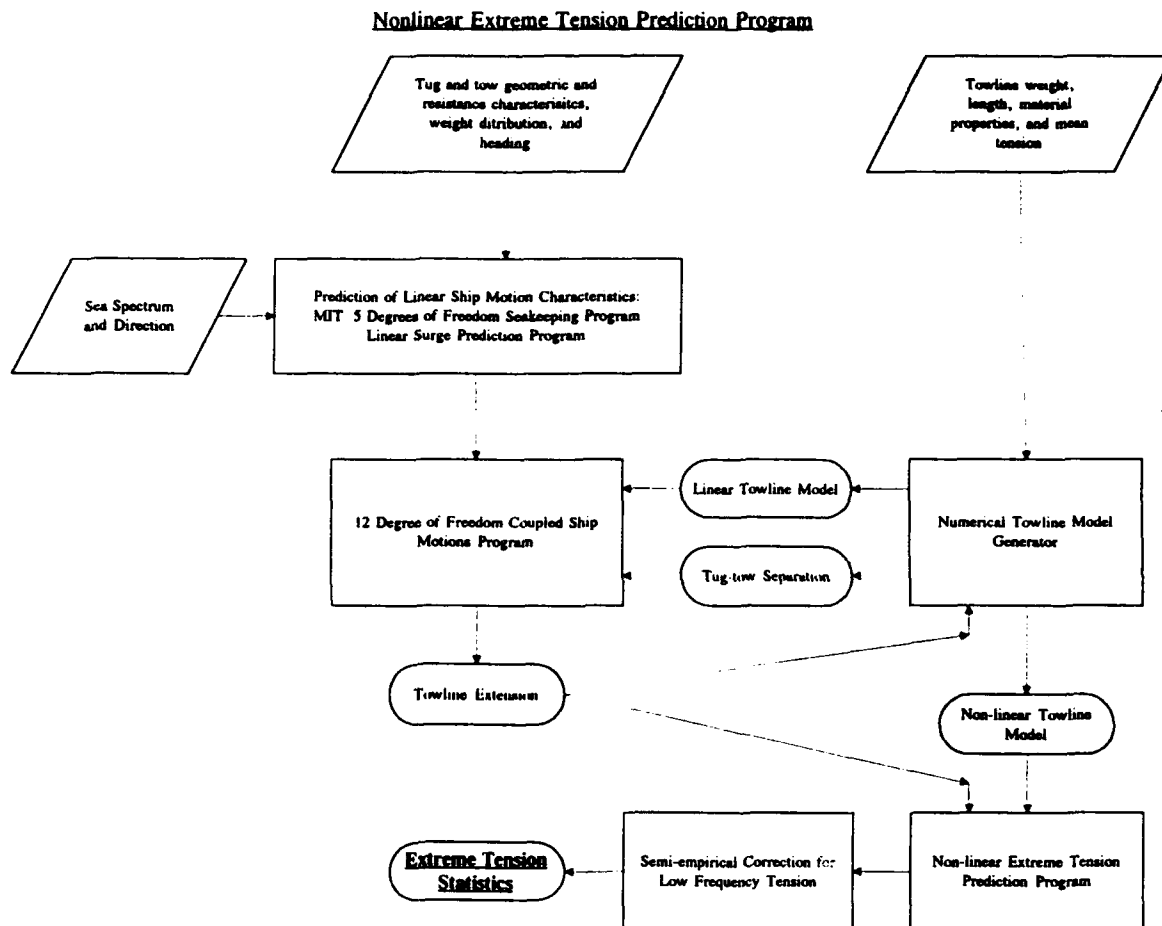 Nonlinear Extreme Tension Prediction Program
Tug and tow geometric and
resistance characterisitcs,
weight ditribution, and
heading
Towline weight,
length, material
properties, and mean
tension
Sea Spectrum
and Direction
Prediction of Linear Ship Motion Characteristics:
MIT 5 Degrees of Freedom Seakeeping Program
Linear Surge Prediction Program
12 Degree of Freedom Coupled Ship
Motions Program
Linear Towline Model
Tug-tow Separation
Numerical Towline Model
Generator
Towline Extension
Non-linear Towline
Model
Extreme Tension
Statistics
Semi-empirical Correction for
Low Frequency Tension
Non-linear Extreme Tension
Prediction Program